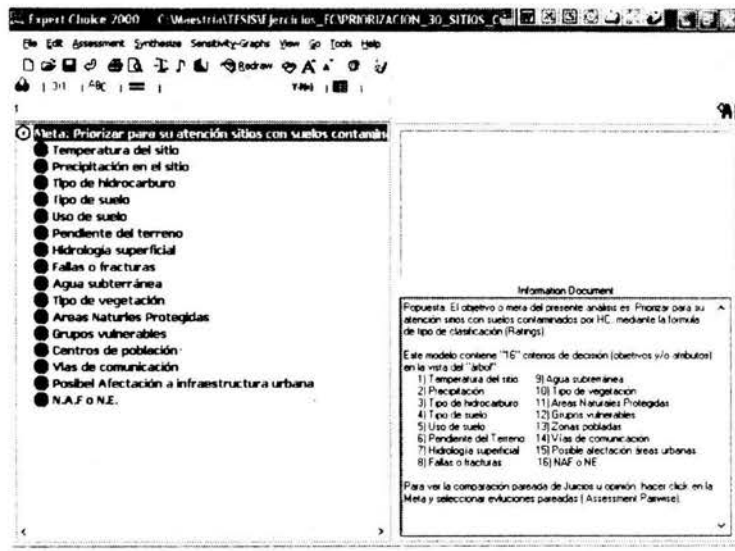 Expert Choice 2000 C:\Maestria\TESIS\Ejercicios_EC\PRIORIZACION_30_SITIOS_C
File Edit Assessment Synthesize Sensitivity-Graphs View Go Tools Help
Redraw A A
3:1 ABC
1
Meta: Priorizar para su atención sitios con suelos contamin
Temperatura del sitio
Precipitación en el sitio
Tipo de hidrocarburo
Tipo de suelo
Uso de suelo
Pendiente del terreno
Hidrología superficial
Fallas o fracturas
Agua subterránea
Tipo de vegetación
Areas Naturles Protegidas
Grupos vulnerables
Centros de población
Vías de comunicación
Posibel Afectación a infraestructura urbana
N.A.F o N.E.
Information Document
Popuesta. El objetivo o meta del presente analisis es: Priorizar para su
atención sitios con suelos contaminados por HC, mediante la formula
de tipo de clasificación (Ratings).
Este modelo contiene "16" criterios de decisión (objetivos y/o atributos)
en la vista del "árbol"
1) Temperatura del sitio 9) Agua subterránea
2) Precipitación 10) Tipo de vegetación
3) Tipo de hidrocarburo 11) Areas Naturales Protegidas
4) Tipo de suelo 12) Grupos vulnerables
5) Uso de suelo 13) Zonas pobladas
6) Pendiente del Terreno 14) Vías de comunicación
7) Hidrología superficial 15) Posible afectación áreas urbanas
8) Fallas o fracturas 16) NAF o NE
Para ver la comparación pareada de Juicios u opinión, hacer click en la
Meta y seleccionar evluciones pareadas ( Assessment Pairwise).